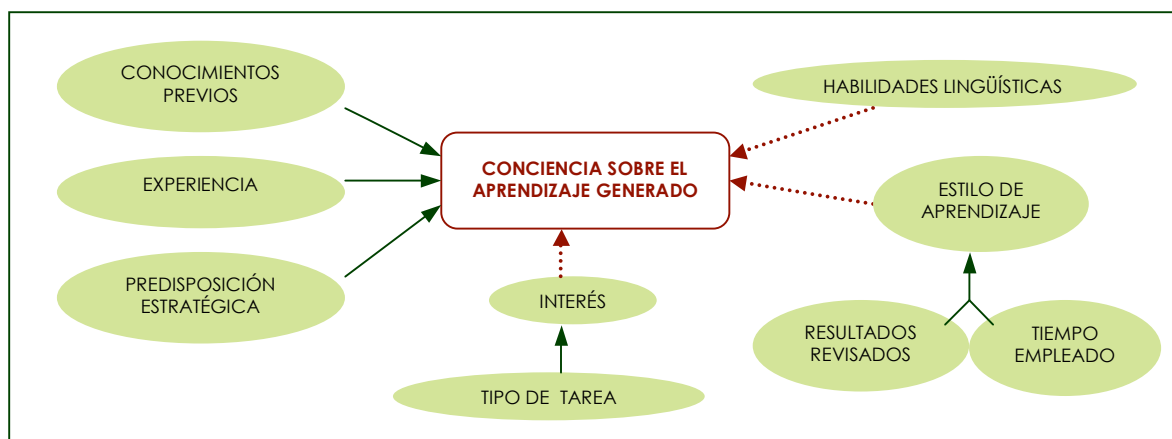 CONOCIMIENTOS
PREVIOS
HABILIDADES LINGÜÍSTICAS
CONCIENCIA SOBRE EL
APRENDIZAJE GENERADO
EXPERIENCIA
ESTILO DE
APRENDIZAJE
PREDISPOSICIÓN
ESTRATÉGICA
INTERÉS
RESULTADOS
REVISADOS
TIEMPO
EMPLEADO
TIPO DE TAREA